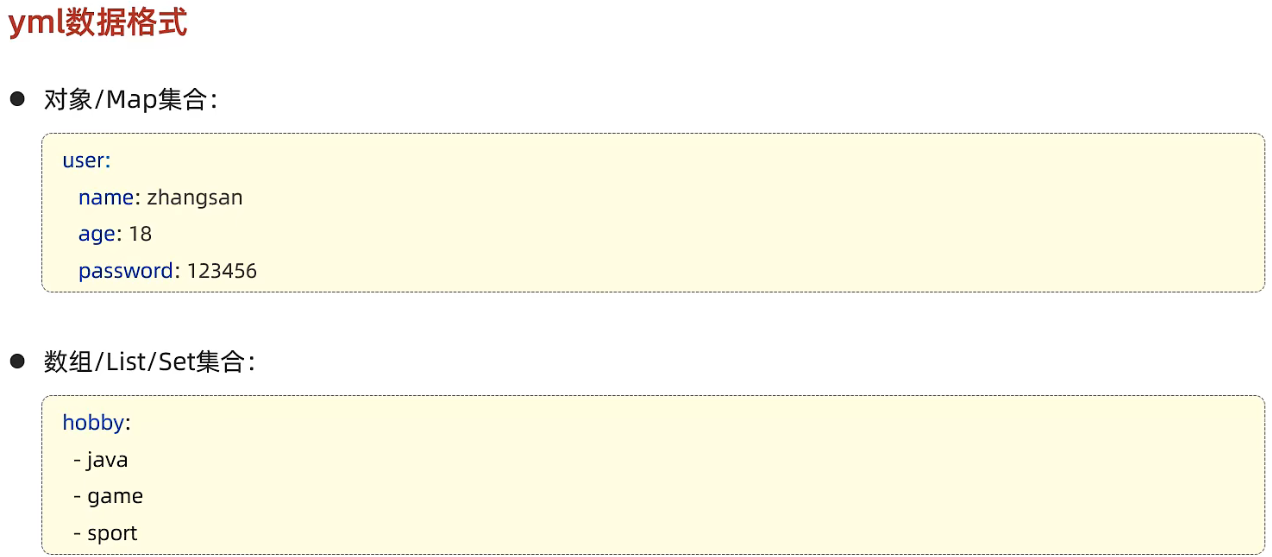 yml数据格式
● 对象/Map集合：
user:
name: zhangsan
age: 18
password: 123456
● 数组/List/Set集合：
hobby:
- java
- game
- sport